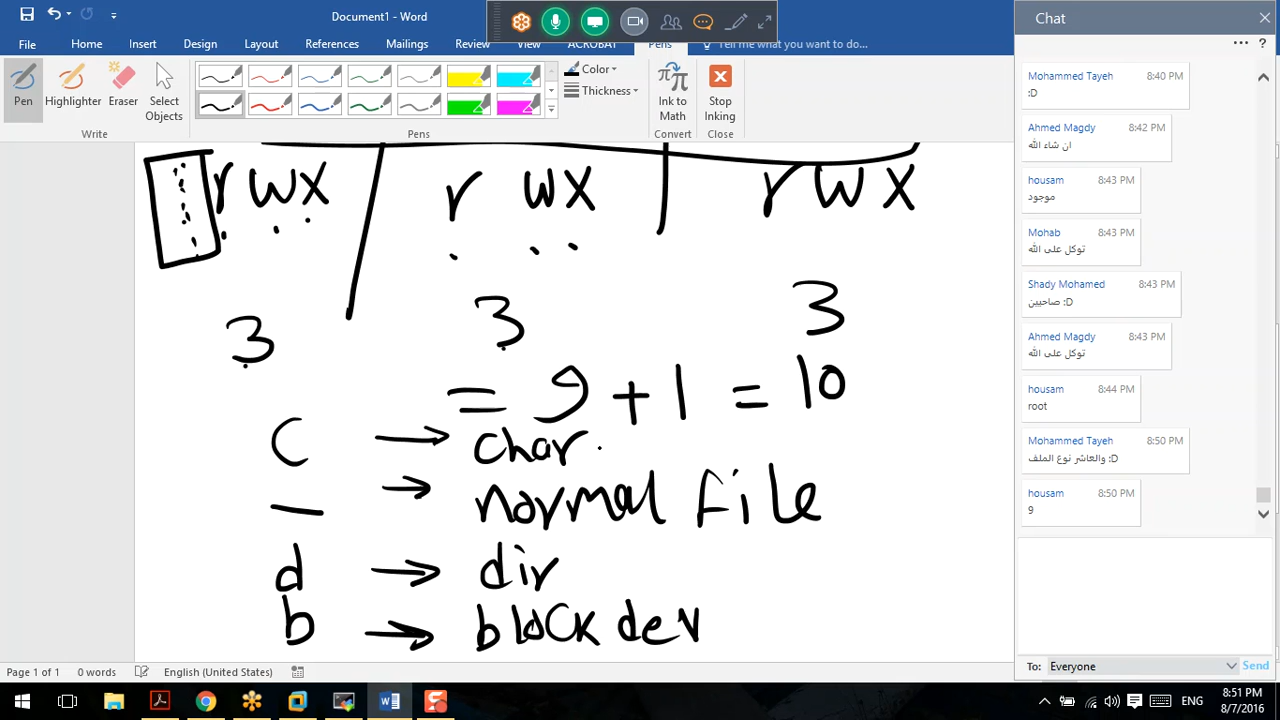 Document1 - Word
File Home Insert Design Layout References Mailings Review View ACROBAT Pens Tell me what you want to do...
Pen
Highlighter
Eraser
Select Objects
Color
Thickness
Ink to Math
Stop Inking
Write Pens Convert Close
r w x r w x r w x
3 3 3
= 9 + 1 = 10
c → char.
— → normal file
d → dir
b → block dev
Chat
Mohammed Tayeh 8:40 PM
:D
Ahmed Magdy 8:42 PM
ان شاء الله
housam 8:43 PM
موجود
Mohab 8:43 PM
توكل على الله
Shady Mohamed 8:43 PM
صاحيين :D
Ahmed Magdy 8:43 PM
توكل على الله
housam 8:44 PM
root
Mohammed Tayeh 8:50 PM
والعاشر نوع الملف :D
housam 8:50 PM
9
To: Everyone Send
Page 1 of 1 0 words English (United States)
ENG
8:51 PM
8/7/2016